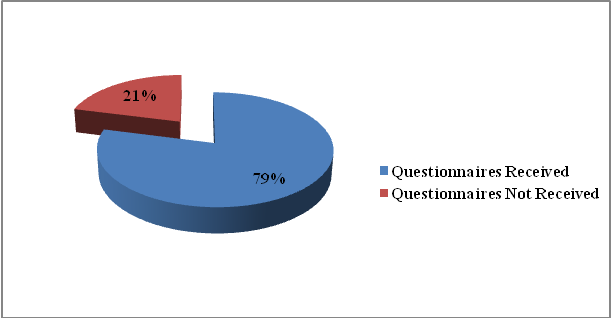 21%
79%
Questionnaires Received
Questionnaires Not Received